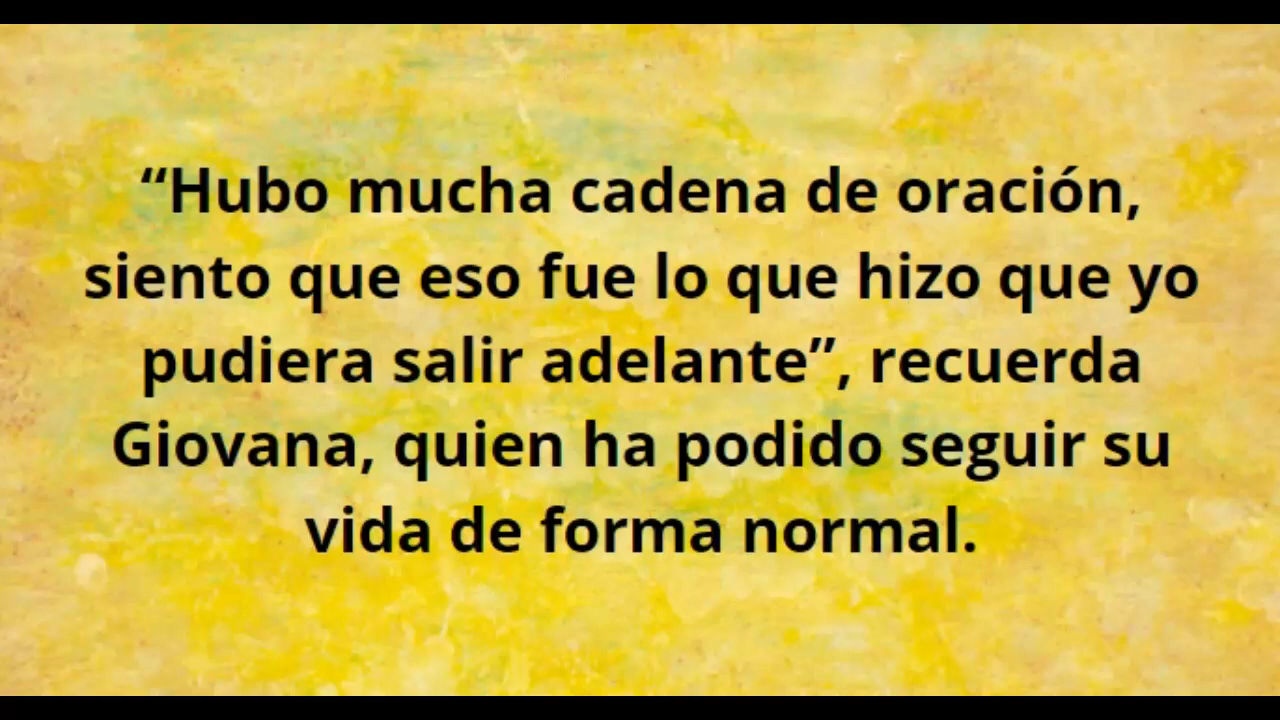 “Hubo mucha cadena de oración,
siento que eso fue lo que hizo que yo
pudiera salir adelante”, recuerda
Giovana, quien ha podido seguir su
vida de forma normal.